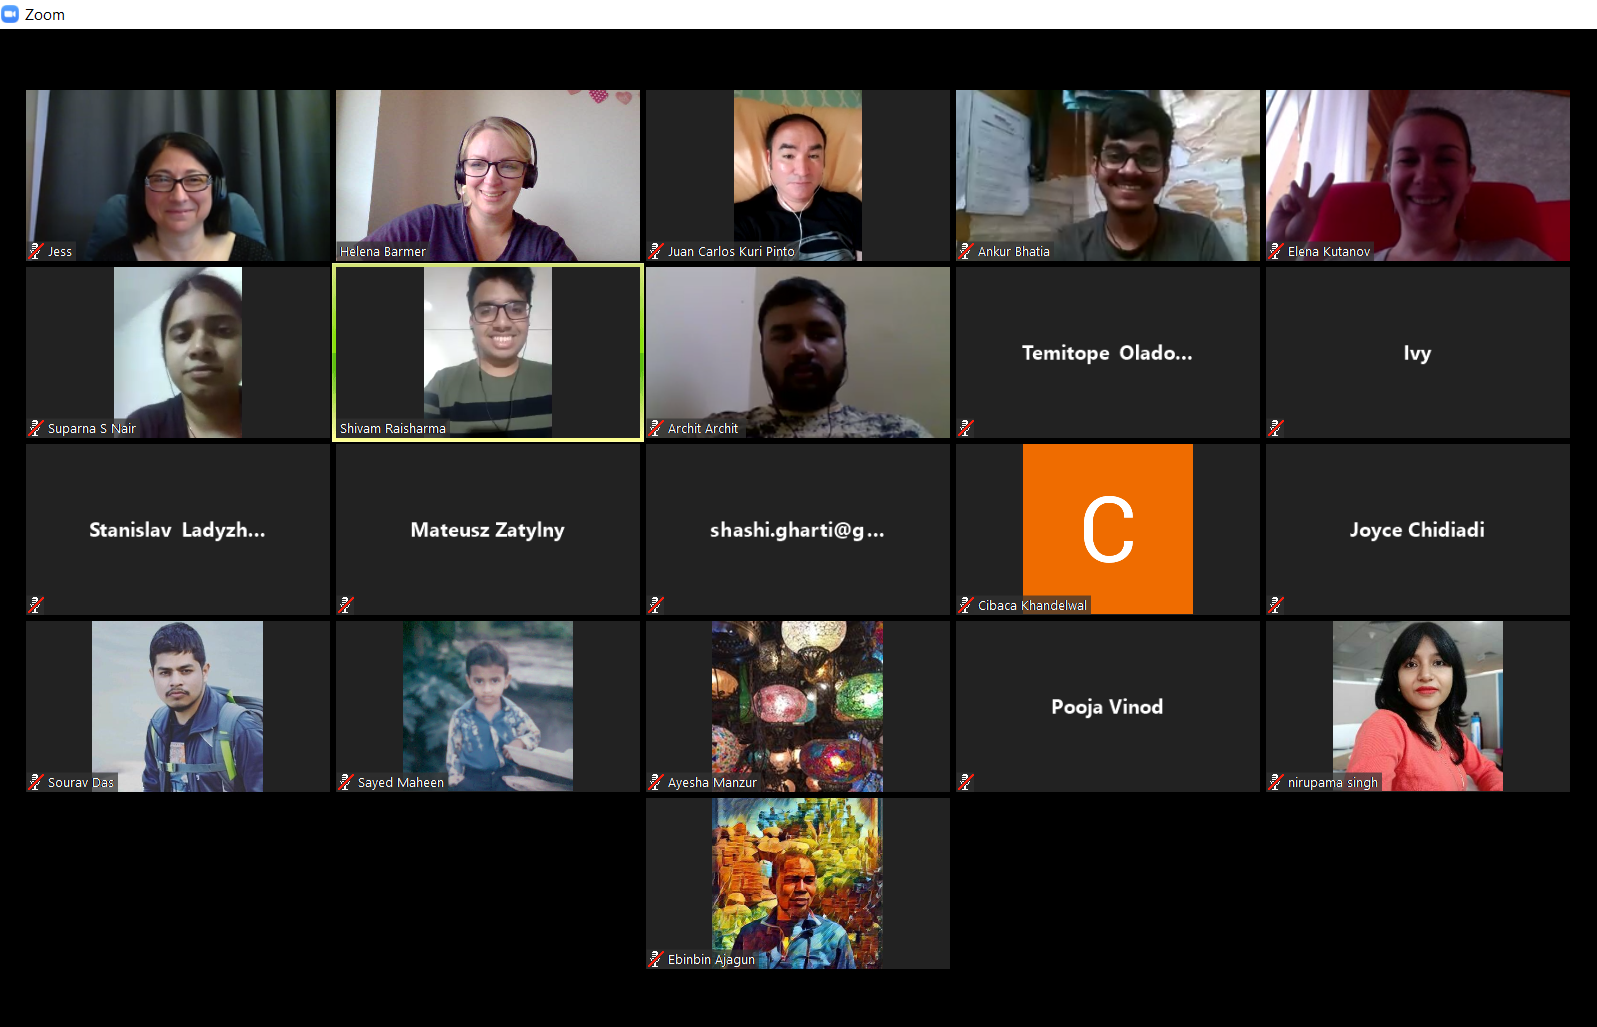 Zoom
Jess
Helena Barmer
Juan Carlos Kuri Pinto
Ankur Bhatia
Elena Kutanov
Suparna S Nair
Shivam Raisharma
Archit Archit
Temitope Olado...
Ivy
Stanislav Ladyzh...
Mateusz Zatylny
shashi.gharti@g...
C
Cibaca Khandelwal
Joyce Chidiadi
Sourav Das
Sayed Maheen
Ayesha Manzur
Pooja Vinod
nirupama singh
Ebinbin Ajagun